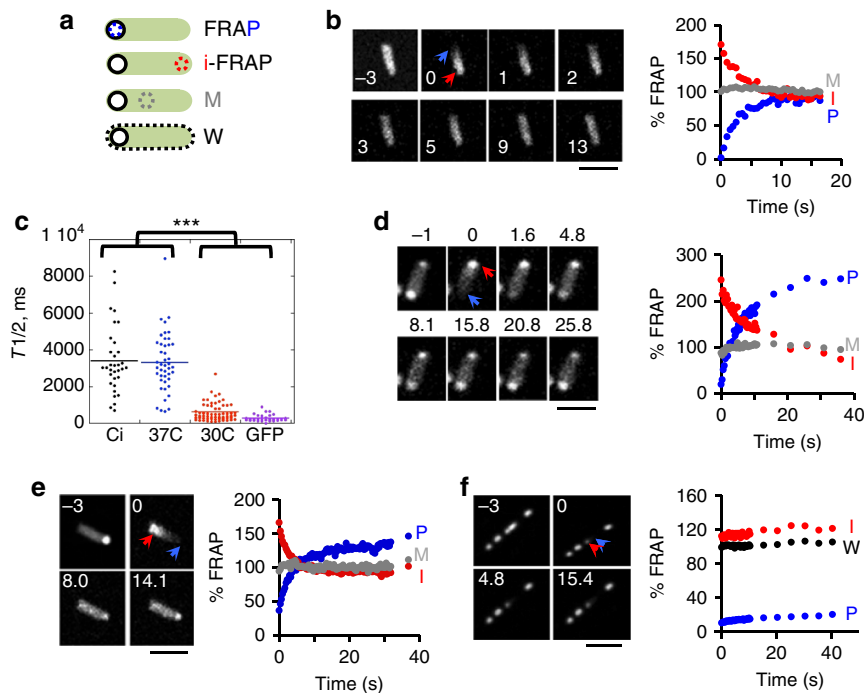 a
FRAP
i-FRAP
M
W
b
–3
0
1
2
3
5
9
13
% FRAP
200
150
100
50
0
M
I
P
0
10
20
Time (s)
c
***
1 10⁴
8000
6000
4000
2000
0
T1/2, ms
Ci
37C
30C
GFP
d
–1
0
1.6
4.8
8.1
15.8
20.8
25.8
% FRAP
300
200
100
0
P
M
I
0
20
40
Time (s)
e
–3
0
8.0
14.1
% FRAP
200
150
100
50
0
P
M
I
0
20
40
Time (s)
f
–3
0
4.8
15.4
% FRAP
160
120
80
40
0
I
W
P
0
20
40
Time (s)